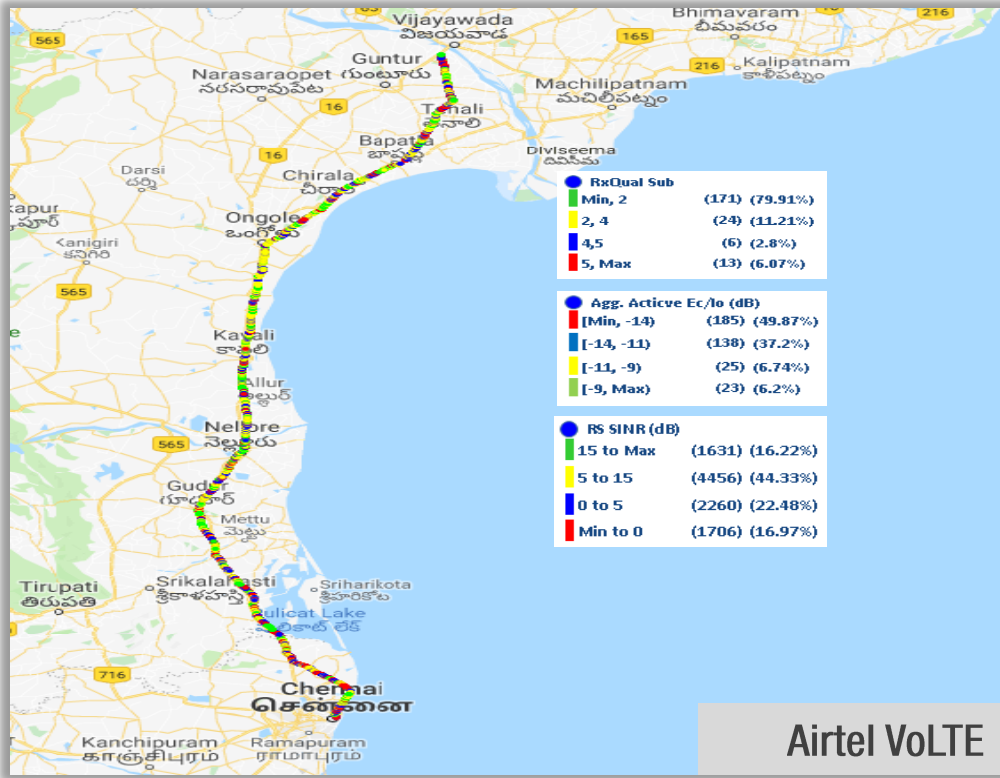 565
65
Vijayawada
విజయవాడ
Bhimavaram
భీమవరం
216
165
Guntur
గుంటూరు
Narasaraopet
నరసరావుపేట
216
Kalipatnam
కాళీపట్నం
Machilipatnam
మచిలీపట్నం
16
Tenali
తెనాలి
Bapatla
Diviseema
దివిసీమ
16
Darsi
దర్శి
Chirala
చీరాల
Ongole
ఒంగోలు
Kanigiri
కనిగిరి
565
Kavali
కావలి
Allur
Nellore
నెల్లూరు
565
Gudur
గూడూర్
Mettu
మెట్టు
Tirupati
తిరుపతి
Srikalahasti
శ్రీకాళహస్తి
Sriharikota
శ్రీహరికోట
Pulicat Lake
పులికాట్ లేక్
716
Chennai
சென்னை
Kanchipuram
காஞ்சிபுரம்
Ramapuram
ராமாபுரம்
RxQual Sub
Min, 2 (171) (79.91%)
2, 4 (24) (11.21%)
4,5 (6) (2.8%)
5, Max (13) (6.07%)
Agg. Acticve Ec/Io (dB)
[Min, -14) (185) (49.87%)
[-14, -11) (138) (37.2%)
[-11, -9) (25) (6.74%)
[-9, Max) (23) (6.2%)
RS SINR (dB)
15 to Max (1631) (16.22%)
5 to 15 (4456) (44.33%)
0 to 5 (2260) (22.48%)
Min to 0 (1706) (16.97%)
Airtel VoLTE